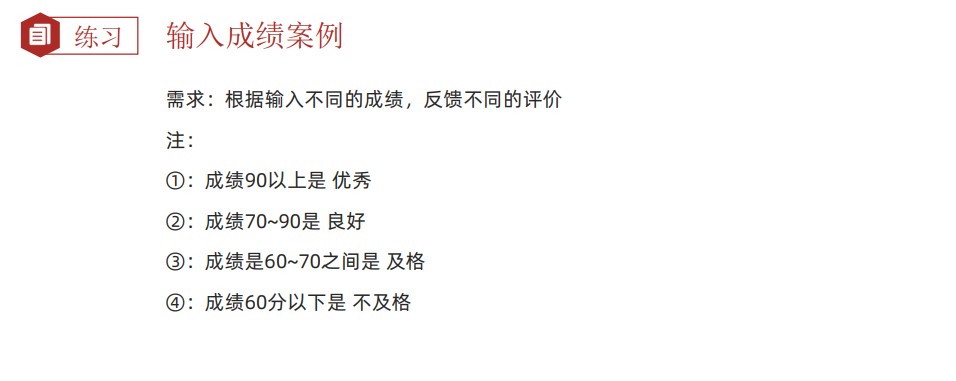 练习
输入成绩案例
需求：根据输入不同的成绩，反馈不同的评价
注：
①：成绩90以上是 优秀
②：成绩70~90是 良好
③：成绩是60~70之间是 及格
④：成绩60分以下是 不及格